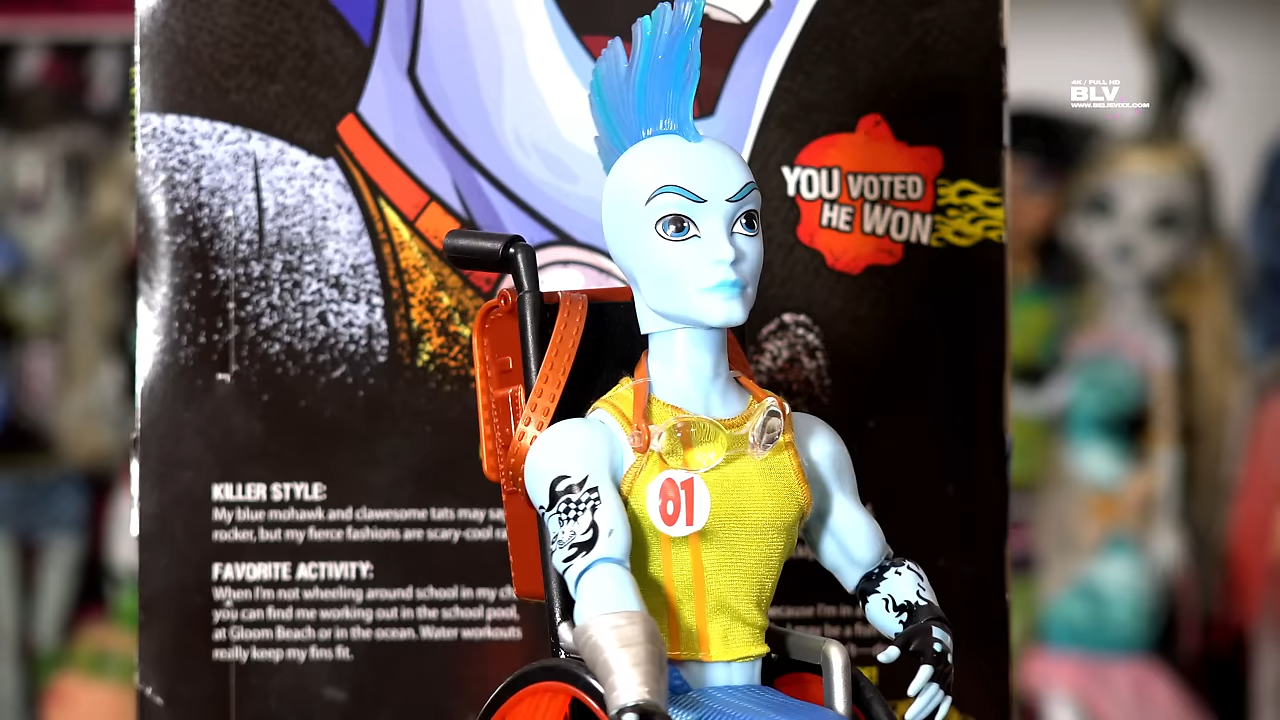 4K / FULL HD
BLV
WWW.BELIEVIXX.COM
YOU VOTED
HE WON
01
KILLER STYLE:
My blue mohawk and clawesome tats may say
rocker, but my fierce fashions are scary-cool
FAVORITE ACTIVITY:
When I'm not wheeling around school in my
you can find me working out in the school pool,
at Gloom Beach or in the ocean. Water workouts
really keep my fins fit.
because I'm in